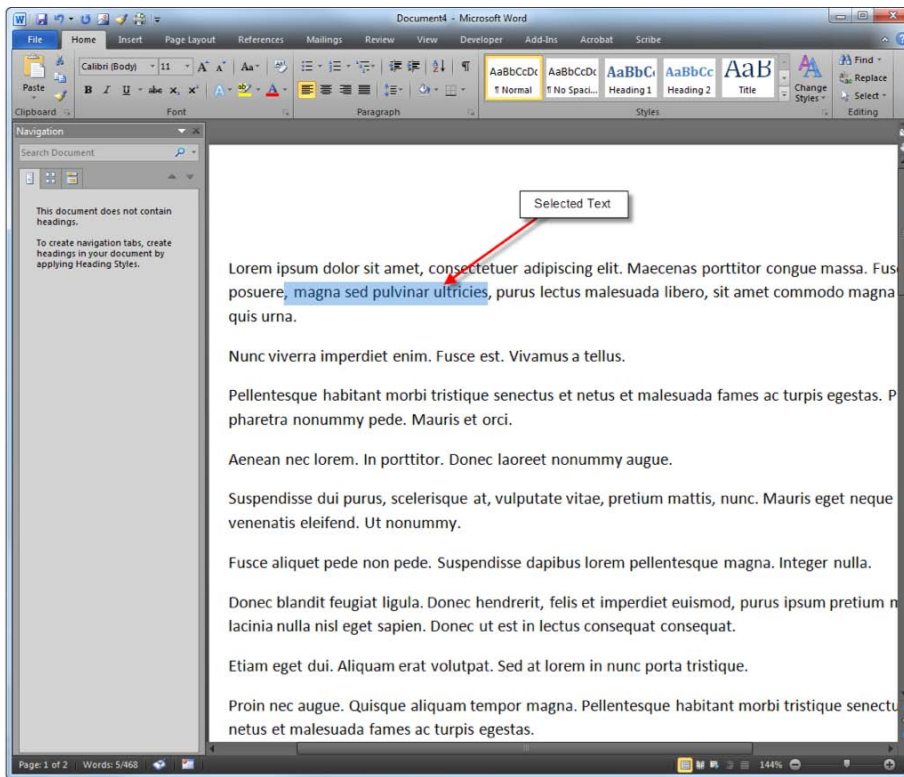 Document4 - Microsoft Word
File Home Insert Page Layout References Mailings Review View Developer Add-Ins Acrobat Scribe
Calibri (Body) 11 A A Aa
Paste B I U abc x, x² A ab A
AaBbCcDc AaBbCcDc AaBbC AaBbCc AaB
¶ Normal ¶ No Spaci... Heading 1 Heading 2 Title
Change Styles
Find
Replace
Select
Clipboard Font Paragraph Styles Editing
Navigation
Search Document
This document does not contain
headings.
To create navigation tabs, create
headings in your document by
applying Heading Styles.
Selected Text
Lorem ipsum dolor sit amet, consectetuer adipiscing elit. Maecenas porttitor congue massa. Fusc
posuere, magna sed pulvinar ultricies, purus lectus malesuada libero, sit amet commodo magna
quis urna.
Nunc viverra imperdiet enim. Fusce est. Vivamus a tellus.
Pellentesque habitant morbi tristique senectus et netus et malesuada fames ac turpis egestas. P
pharetra nonummy pede. Mauris et orci.
Aenean nec lorem. In porttitor. Donec laoreet nonummy augue.
Suspendisse dui purus, scelerisque at, vulputate vitae, pretium mattis, nunc. Mauris eget neque
venenatis eleifend. Ut nonummy.
Fusce aliquet pede non pede. Suspendisse dapibus lorem pellentesque magna. Integer nulla.
Donec blandit feugiat ligula. Donec hendrerit, felis et imperdiet euismod, purus ipsum pretium m
lacinia nulla nisl eget sapien. Donec ut est in lectus consequat consequat.
Etiam eget dui. Aliquam erat volutpat. Sed at lorem in nunc porta tristique.
Proin nec augue. Quisque aliquam tempor magna. Pellentesque habitant morbi tristique senectu
netus et malesuada fames ac turpis egestas.
Page: 1 of 2 Words: 5/468 144%